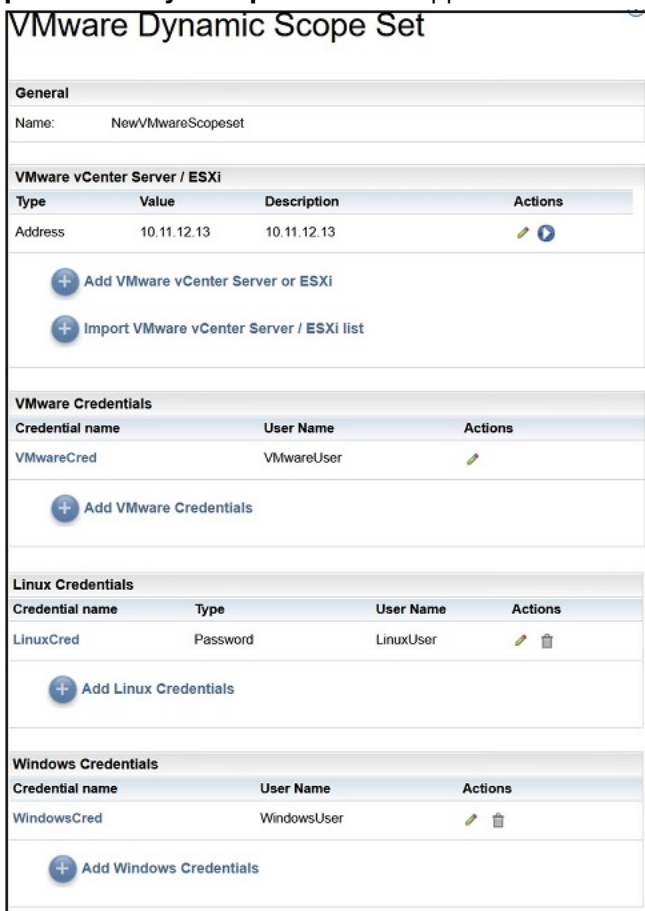 VMware Dynamic Scope Set
General
Name: NewVMwareScopeset
VMware vCenter Server / ESXi
Type Value Description Actions
Address 10.11.12.13 10.11.12.13
Add VMware vCenter Server or ESXi
Import VMware vCenter Server / ESXi list
VMware Credentials
Credential name User Name Actions
VMwareCred VMwareUser
Add VMware Credentials
Linux Credentials
Credential name Type User Name Actions
LinuxCred Password LinuxUser
Add Linux Credentials
Windows Credentials
Credential name User Name Actions
WindowsCred WindowsUser
Add Windows Credentials